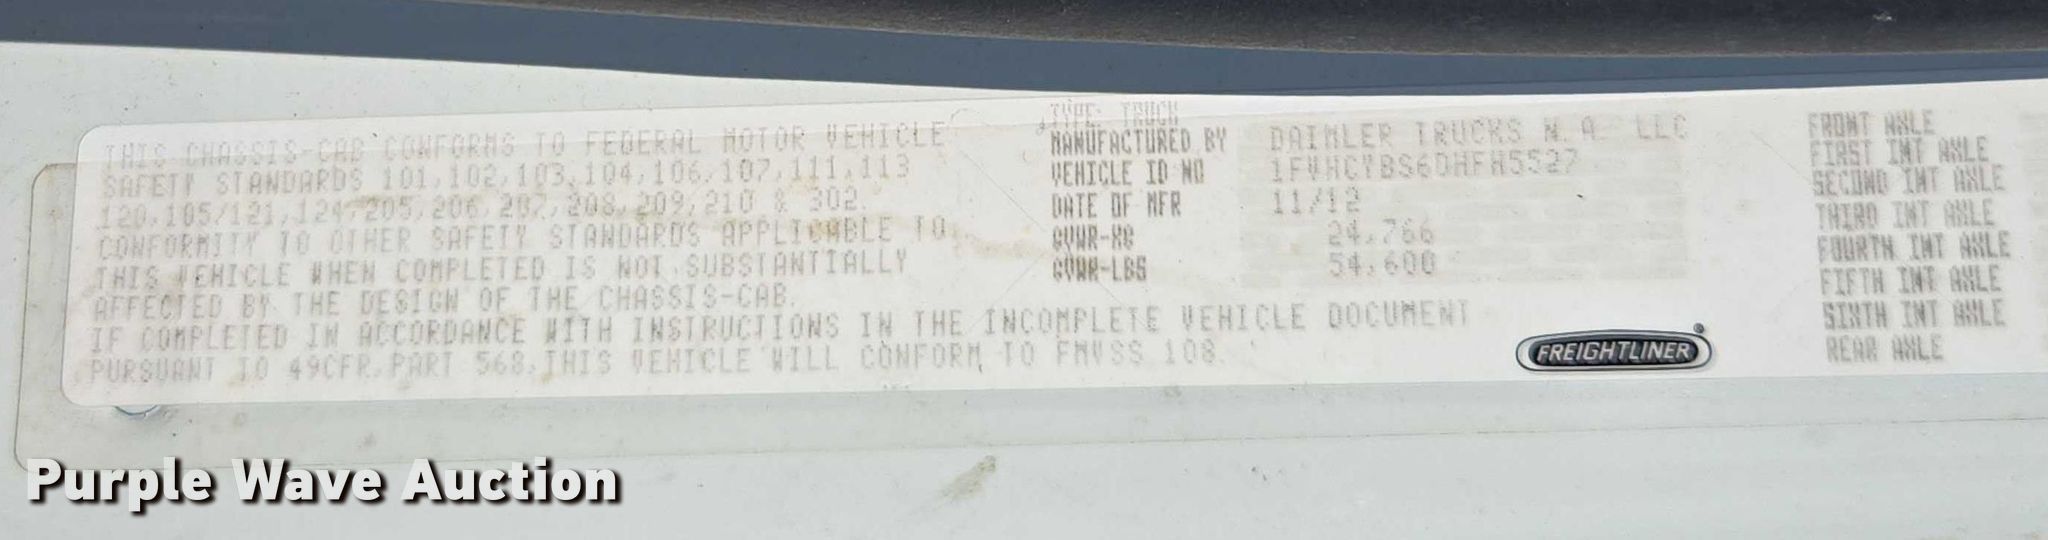 THIS CHASSIS-CAB CONFORMS TO FEDERAL MOTOR VEHICLE
SAFETY STANDARDS 101,102,103,104,106,107,111,113
120,105/121,124,205,206,207,208,209,210 & 302.
CONFORMITY TO OTHER SAFETY STANDARDS APPLICABLE TO
THIS VEHICLE WHEN COMPLETED IS NOT SUBSTANTIALLY
AFFECTED BY THE DESIGN OF THE CHASSIS-CAB.
IF COMPLETED IN ACCORDANCE WITH INSTRUCTIONS IN THE INCOMPLETE VEHICLE DOCUMENT
PURSUANT TO 49CFR,PART 568,THIS VEHICLE WILL CONFORM TO FMVSS 108.
TYPE: TRUCK
MANUFACTURED BY DAIMLER TRUCKS N.A. LLC
VEHICLE ID NO 1FVHCYBS6DHFH5527
DATE OF MFR 11/12
GVWR-KG 24,766
GVWR-LBS 54,600
FREIGHTLINER
FRONT AXLE
FIRST INT AXLE
SECOND INT AXLE
THIRD INT AXLE
FOURTH INT AXLE
FIFTH INT AXLE
SIXTH INT AXLE
REAR AXLE
Purple Wave Auction